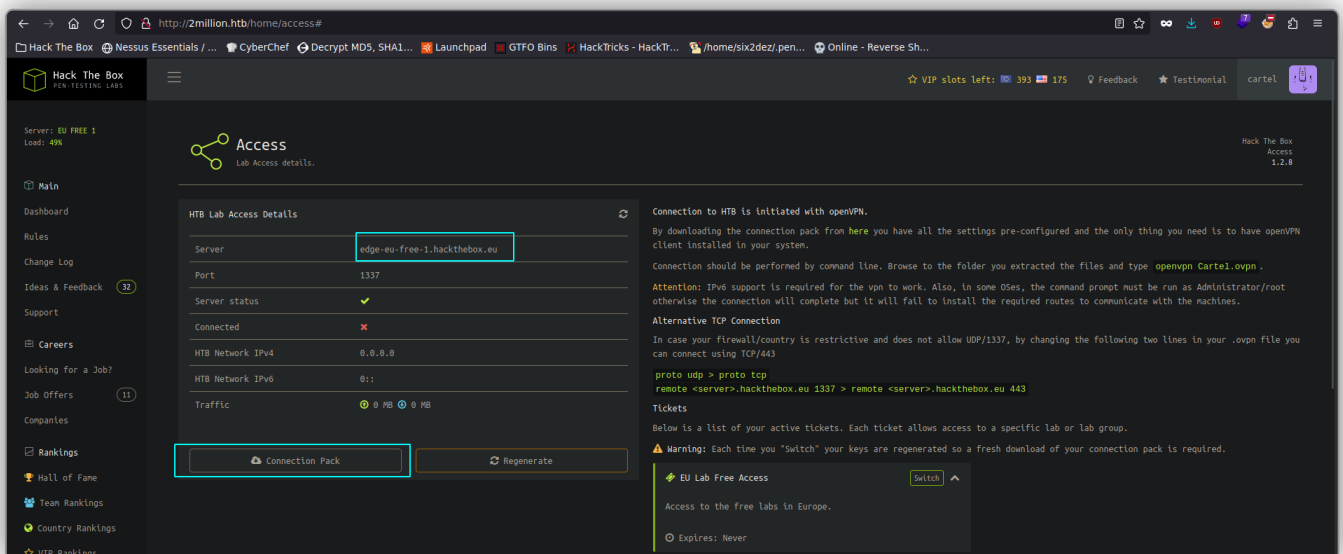 http://2million.htb/home/access#
7
Hack The Box Nessus Essentials / ... CyberChef Decrypt MD5, SHA1... Launchpad GTFO Bins HackTricks - HackTr... /home/six2dez/.pen... Online - Reverse Sh...
Hack The Box
PEN-TESTING LABS
VIP slots left: 393 175 Feedback Testimonial cartel
Server: EU FREE 1
Load: 49%
Main
Dashboard
Rules
Change Log
Ideas & Feedback 32
Support
Careers
Looking for a Job?
Job Offers 11
Companies
Rankings
Hall of Fame
Team Rankings
Country Rankings
VIP Rankings
Access
Lab Access details.
Hack The Box
Access
1.2.8
HTB Lab Access Details
Server edge-eu-free-1.hackthebox.eu
Port 1337
Server status
Connected
HTB Network IPv4 0.0.0.0
HTB Network IPv6 0::
Traffic 0 MB 0 MB
Connection Pack Regenerate
Connection to HTB is initiated with openVPN.
By downloading the connection pack from here you have all the settings pre-configured and the only thing you need is to have openVPN
client installed in your system.
Connection should be performed by command line. Browse to the folder you extracted the files and type openvpn Cartel.ovpn .
Attention: IPv6 support is required for the vpn to work. Also, in some OSes, the command prompt must be run as Administrator/root
otherwise the connection will complete but it will fail to install the required routes to communicate with the machines.
Alternative TCP Connection
In case your firewall/country is restrictive and does not allow UDP/1337, by changing the following two lines in your .ovpn file you
can connect using TCP/443
proto udp > proto tcp
remote <server>.hackthebox.eu 1337 > remote <server>.hackthebox.eu 443
Tickets
Below is a list of your active tickets. Each ticket allows access to a specific lab or lab group.
Warning: Each time you "Switch" your keys are regenerated so a fresh download of your connection pack is required.
EU Lab Free Access Switch
Access to the free labs in Europe.
Expires: Never